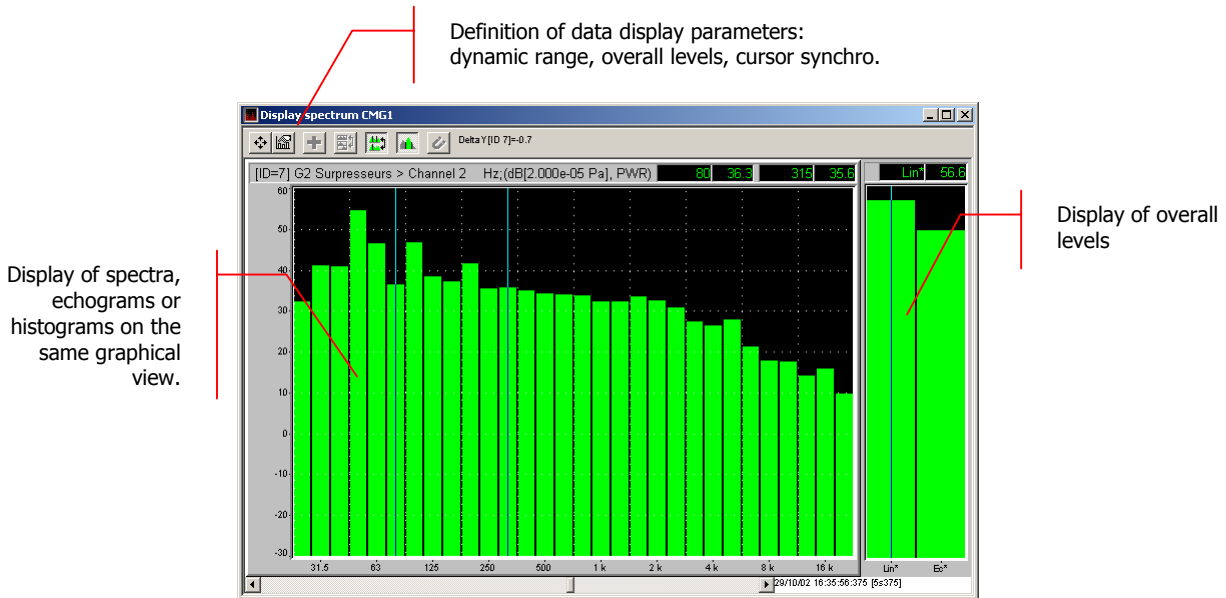 Definition of data display parameters:
dynamic range, overall levels, cursor synchro.
Display spectrum CMG1
Delta Y[ID 7]=-0.7
[ID=7] G2 Surpresseurs > Channel 2 Hz;(dB[2.000e-05 Pa], PWR) 80 36.3 315 35.6
Lin* 56.6
Display of spectra,
echograms or
histograms on the
same graphical
view.
Display of overall
levels
60
50
40
30
20
10
0
-10
-20
-30
31.5 63 125 250 500 1 k 2 k 4 k 8 k 16 k
Lin*
29/10/02 16:35:56:375 [5s375]